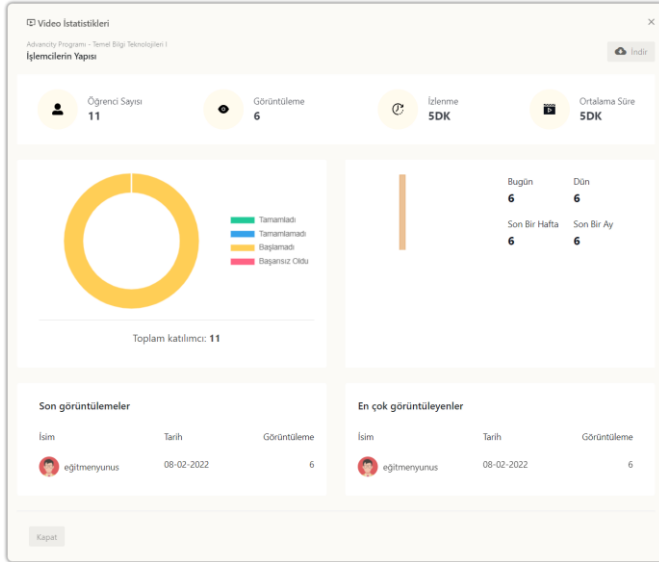 Video İstatistikleri
Advancity Programı - Temel Bilgi Teknolojileri I
İşlemcilerin Yapısı
İndir
Öğrenci Sayısı
11
Görüntüleme
6
İzlenme
5DK
Ortalama Süre
5DK
Tamamladı
Tamamlamadı
Başlamadı
Başarısız Oldu
Toplam katılımcı: 11
Bugün Dün
6 6
Son Bir Hafta Son Bir Ay
6 6
Son görüntülemeler
İsim Tarih Görüntüleme
eğitmenyunus 08-02-2022 6
En çok görüntüleyenler
İsim Tarih Görüntüleme
eğitmenyunus 08-02-2022 6
Kapat